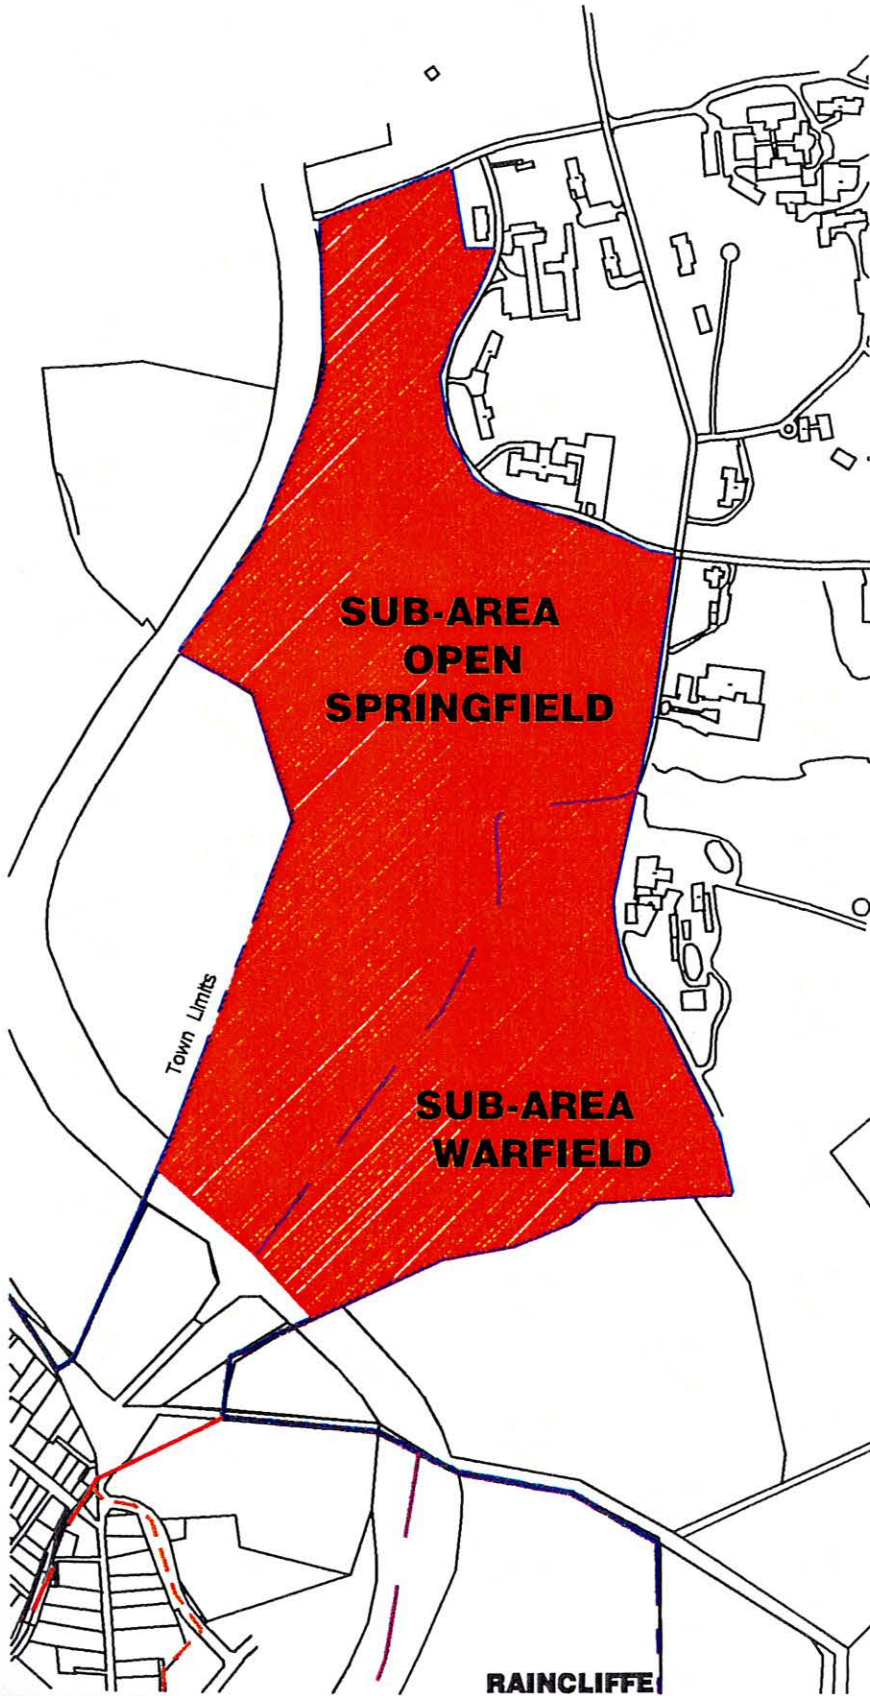 SUB-AREA
OPEN
SPRINGFIELD
Town Limits
SUB-AREA
WARFIELD
RAINCLIFFE